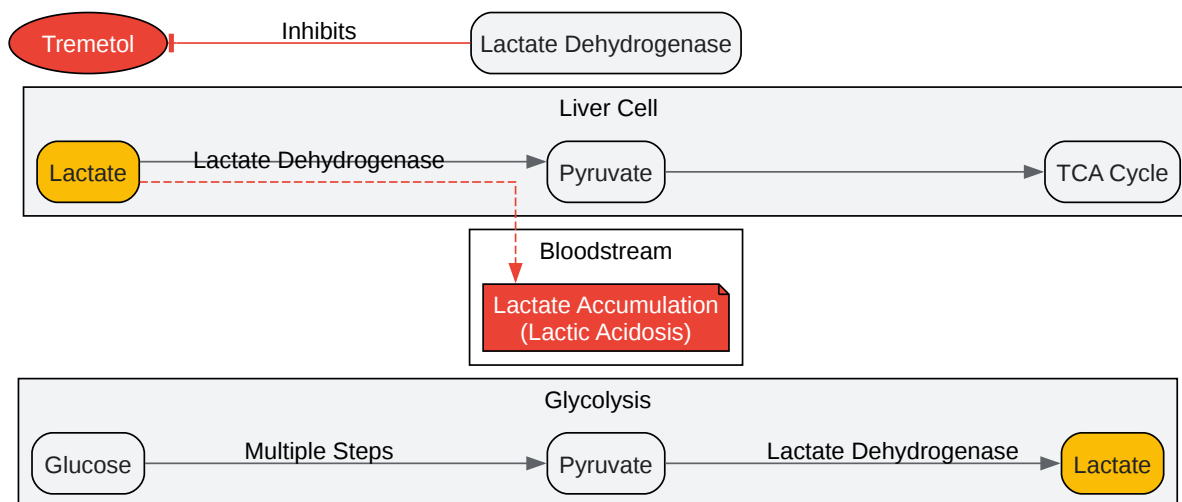 Tremetol
Inhibits
Lactate Dehydrogenase
Liver Cell
Lactate
Lactate Dehydrogenase
Pyruvate
TCA Cycle
Bloodstream
Lactate Accumulation
(Lactic Acidosis)
Glycolysis
Glucose
Multiple Steps
Pyruvate
Lactate Dehydrogenase
Lactate